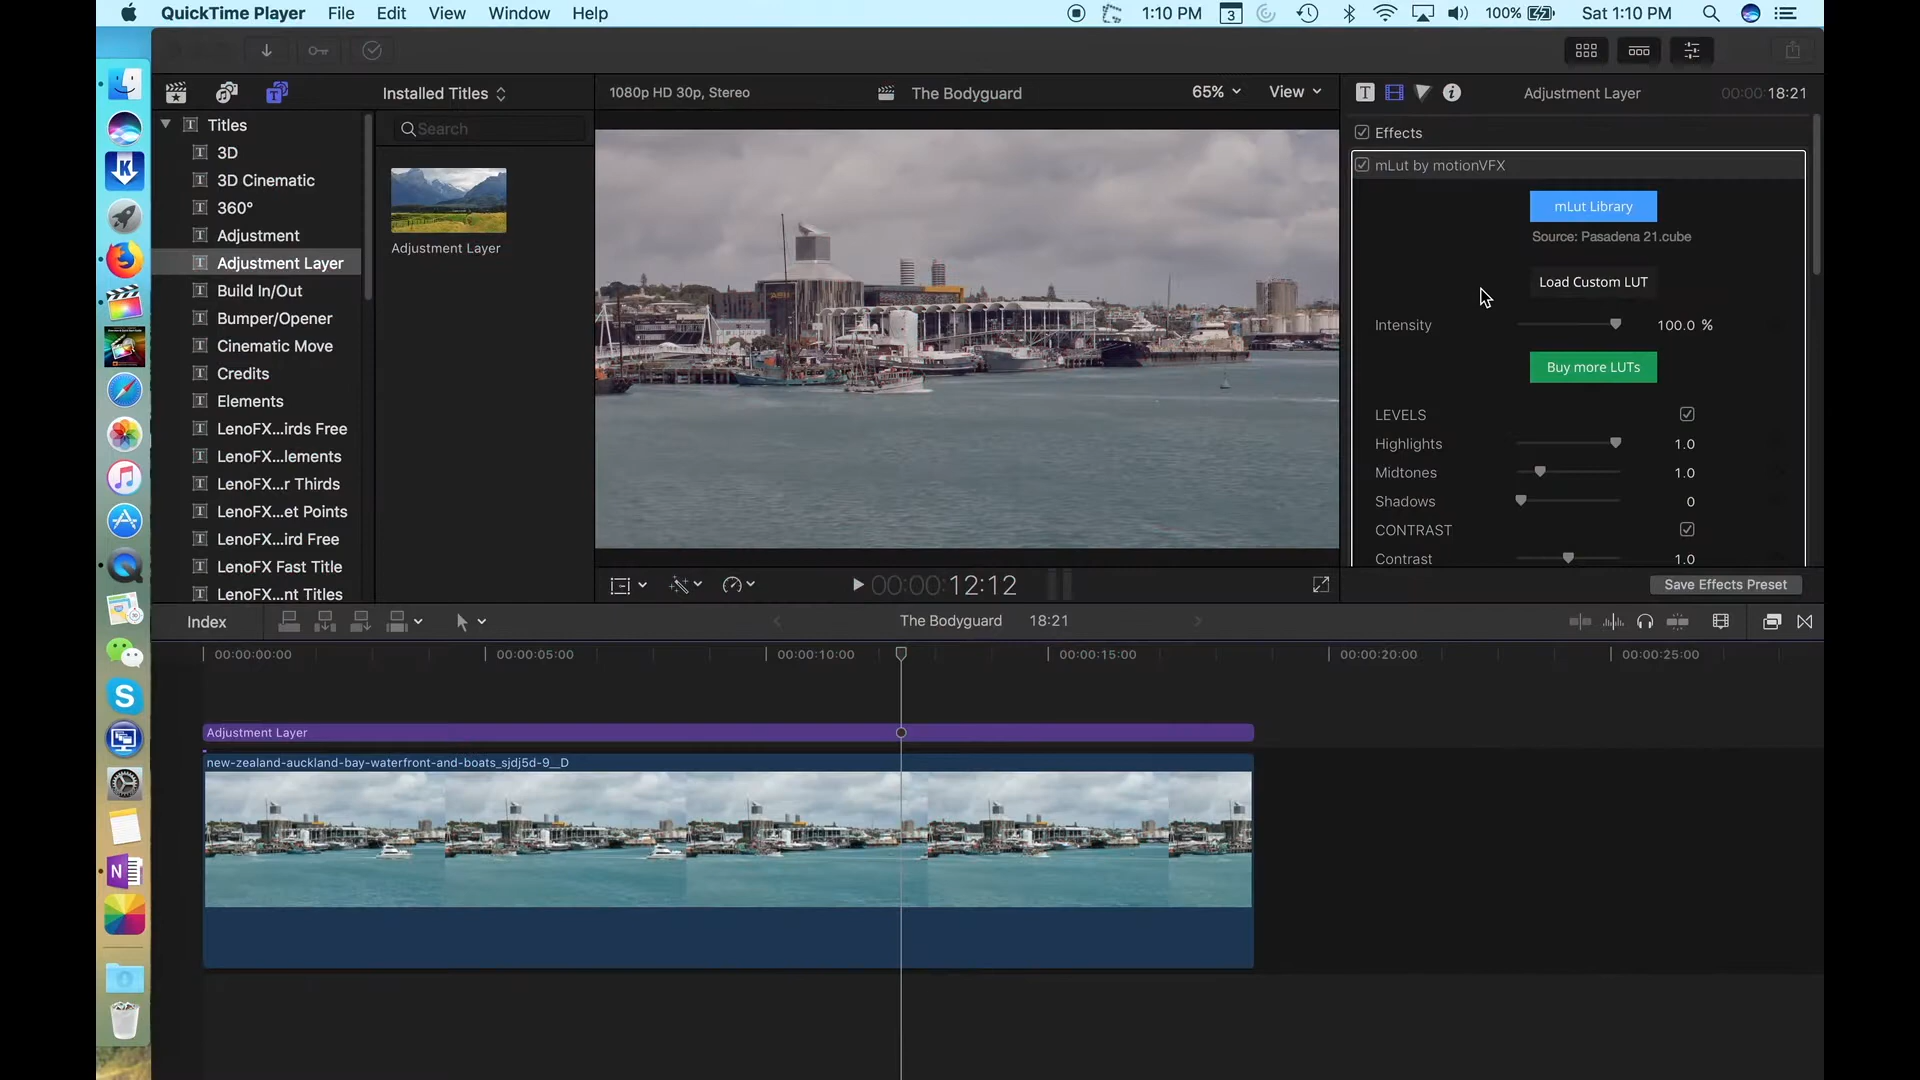 QuickTime Player File Edit View Window Help 1:10 PM 3 100% Sat 1:10 PM
Installed Titles
1080p HD 30p, Stereo The Bodyguard 65% View
Adjustment Layer 00:00:18:21
Titles
Search
3D
3D Cinematic
360°
Adjustment
Adjustment Layer
Build In/Out
Bumper/Opener
Cinematic Move
Credits
Elements
LenoFX...irds Free
LenoFX...lements
LenoFX...r Thirds
LenoFX...et Points
LenoFX...ird Free
LenoFX Fast Title
LenoFX...nt Titles
Adjustment Layer
Effects
mLut by motionVFX
mLut Library
Source: Pasadena 21.cube
Load Custom LUT
Intensity 100.0 %
Buy more LUTs
LEVELS
Highlights 1.0
Midtones 1.0
Shadows 0
CONTRAST
Contrast 1.0
Save Effects Preset
00:00:12:12
Index The Bodyguard 18:21
00:00:00:00 00:00:05:00 00:00:10:00 00:00:15:00 00:00:20:00 00:00:25:00
Adjustment Layer
new-zealand-auckland-bay-waterfront-and-boats_sjdj5d-9__D
K
S
N